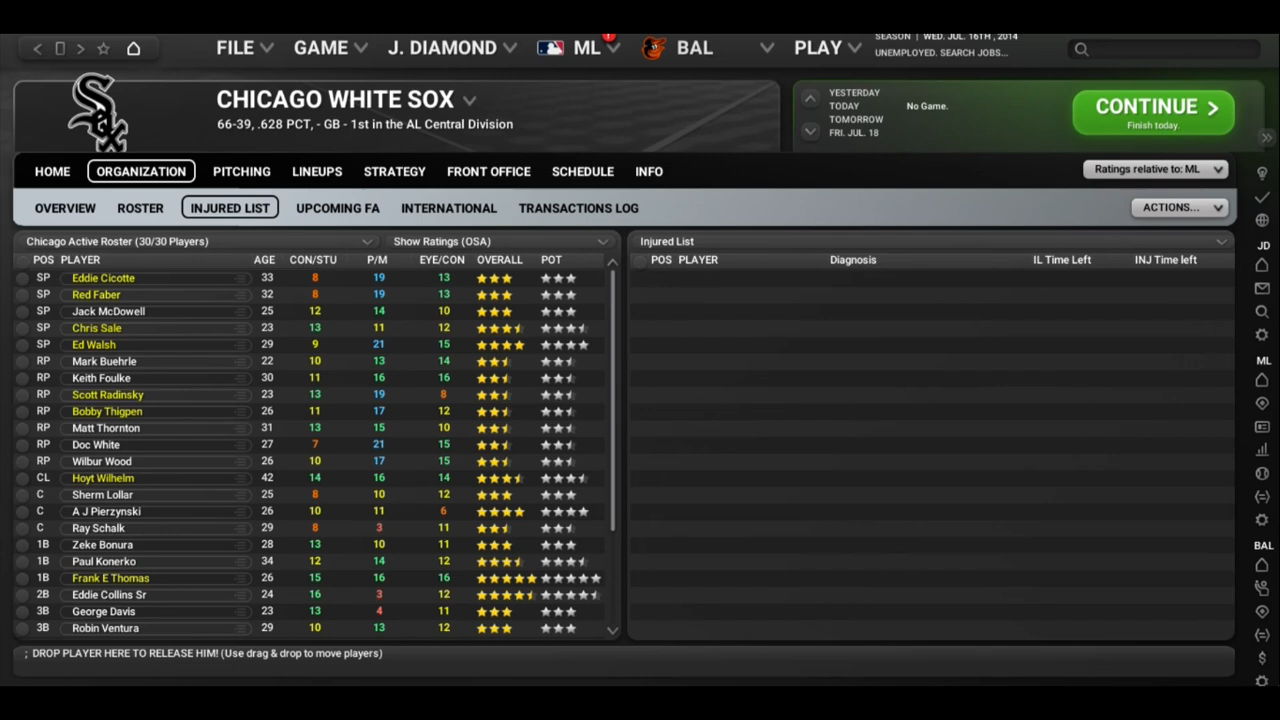 FILE GAME J. DIAMOND ML BAL PLAY
SEASON | WED. JUL. 16TH , 2014
UNEMPLOYED. SEARCH JOBS...
Sox
CHICAGO WHITE SOX
66-39, .628 PCT, - GB - 1st in the AL Central Division
YESTERDAY
TODAY
TOMORROW
FRI. JUL. 18
No Game.
CONTINUE >
Finish today.
HOME ORGANIZATION PITCHING LINEUPS STRATEGY FRONT OFFICE SCHEDULE INFO
Ratings relative to: ML
OVERVIEW ROSTER INJURED LIST UPCOMING FA INTERNATIONAL TRANSACTIONS LOG
ACTIONS...
Chicago Active Roster (30/30 Players) Show Ratings (OSA)
POS PLAYER AGE CON/STU P/M EYE/CON OVERALL POT
SP Eddie Cicotte 33 8 19 13
SP Red Faber 32 8 19 13
SP Jack McDowell 25 12 14 10
SP Chris Sale 23 13 11 12
SP Ed Walsh 29 9 21 15
RP Mark Buehrle 22 10 13 14
RP Keith Foulke 30 11 16 16
RP Scott Radinsky 23 13 19 8
RP Bobby Thigpen 26 11 17 12
RP Matt Thornton 31 13 15 10
RP Doc White 27 7 21 15
RP Wilbur Wood 26 10 17 15
CL Hoyt Wilhelm 42 14 16 14
C Sherm Lollar 25 8 10 12
C A J Pierzynski 26 10 11 6
C Ray Schalk 29 8 3 11
1B Zeke Bonura 28 13 10 11
1B Paul Konerko 34 12 14 12
1B Frank E Thomas 26 15 16 16
2B Eddie Collins Sr 24 16 3 12
3B George Davis 23 13 4 11
3B Robin Ventura 29 10 13 12
Injured List
POS PLAYER Diagnosis IL Time Left INJ Time left
; DROP PLAYER HERE TO RELEASE HIM! (Use drag & drop to move players)
JD
ML
BAL